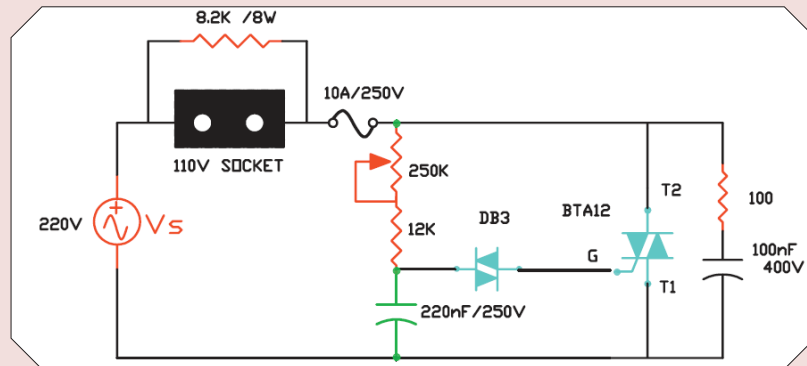 8.2K /8W
10A/250V
110V SOCKET
250K
T2
220V
Vs
12K
DB3
BTA12
100
G
100nF
400V
T1
220nF/250V